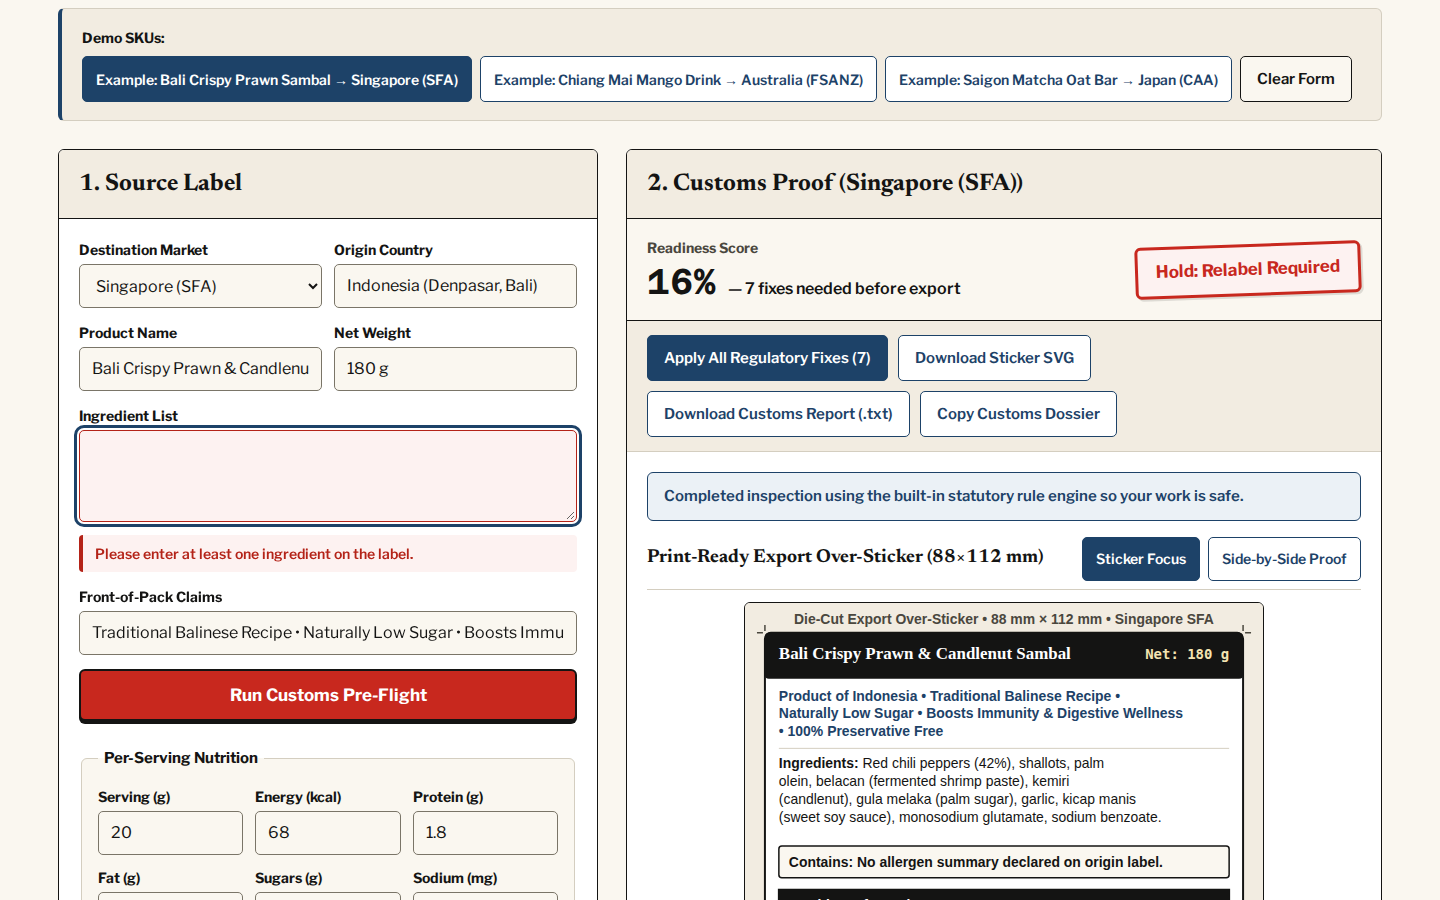 Demo SKUs:
Example: Bali Crispy Prawn Sambal → Singapore (SFA)
Example: Chiang Mai Mango Drink → Australia (FSANZ)
Example: Saigon Matcha Oat Bar → Japan (CAA)
Clear Form
1. Source Label
Destination Market
Origin Country
Singapore (SFA)
Indonesia (Denpasar, Bali)
Product Name
Net Weight
Bali Crispy Prawn & Candlenu
180 g
Ingredient List
Please enter at least one ingredient on the label.
Front-of-Pack Claims
Traditional Balinese Recipe • Naturally Low Sugar • Boosts Immu
Run Customs Pre-Flight
Per-Serving Nutrition
Serving (g)
Energy (kcal)
Protein (g)
20
68
1.8
Fat (g)
Sugars (g)
Sodium (mg)
2. Customs Proof (Singapore (SFA))
Readiness Score
16% — 7 fixes needed before export
Hold: Relabel Required
Apply All Regulatory Fixes (7)
Download Sticker SVG
Download Customs Report (.txt)
Copy Customs Dossier
Completed inspection using the built-in statutory rule engine so your work is safe.
Print-Ready Export Over-Sticker (88×112 mm)
Sticker Focus
Side-by-Side Proof
Die-Cut Export Over-Sticker • 88 mm × 112 mm • Singapore SFA
Bali Crispy Prawn & Candlenut Sambal
Net: 180 g
Product of Indonesia • Traditional Balinese Recipe •
Naturally Low Sugar • Boosts Immunity & Digestive Wellness
• 100% Preservative Free
Ingredients: Red chili peppers (42%), shallots, palm
olein, belacan (fermented shrimp paste), kemiri
(candlenut), gula melaka (palm sugar), garlic, kicap manis
(sweet soy sauce), monosodium glutamate, sodium benzoate.
Contains: No allergen summary declared on origin label.